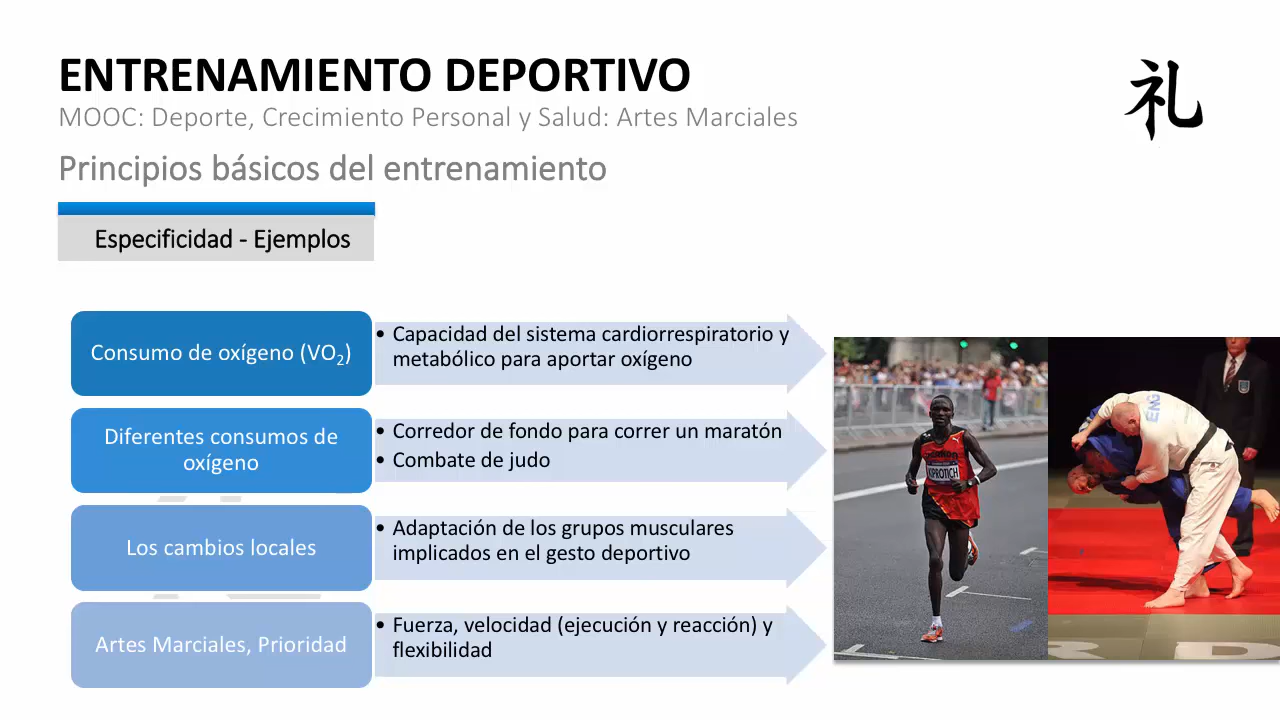 ENTRENAMIENTO DEPORTIVO
礼
MOOC: Deporte, Crecimiento Personal y Salud: Artes Marciales
Principios básicos del entrenamiento
Especificidad - Ejemplos
Consumo de oxígeno (VO₂)
• Capacidad del sistema cardiorrespiratorio y
metabólico para aportar oxígeno
Diferentes consumos de
oxígeno
• Corredor de fondo para correr un maratón
• Combate de judo
Los cambios locales
• Adaptación de los grupos musculares
implicados en el gesto deportivo
Artes Marciales, Prioridad
• Fuerza, velocidad (ejecución y reacción) y
flexibilidad
KIPROTICH
ENG